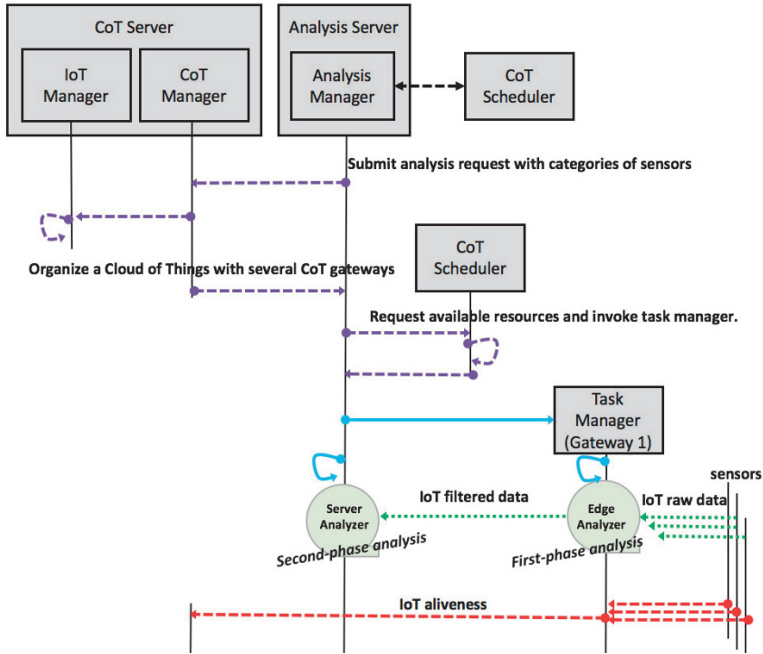 CoT Server
Analysis Server
IoT
Manager
CoT
Manager
Analysis
Manager
CoT
Scheduler
Submit analysis request with categories of sensors
CoT
Scheduler
Organize a Cloud of Things with several CoT gateways
Request available resources and invoke task manager.
Task
Manager
(Gateway 1)
sensors
IoT filtered data
IoT raw data
Server
Analyzer
Edge
Analyzer
Second-phase analysis
First-phase analysis
IoT aliveness